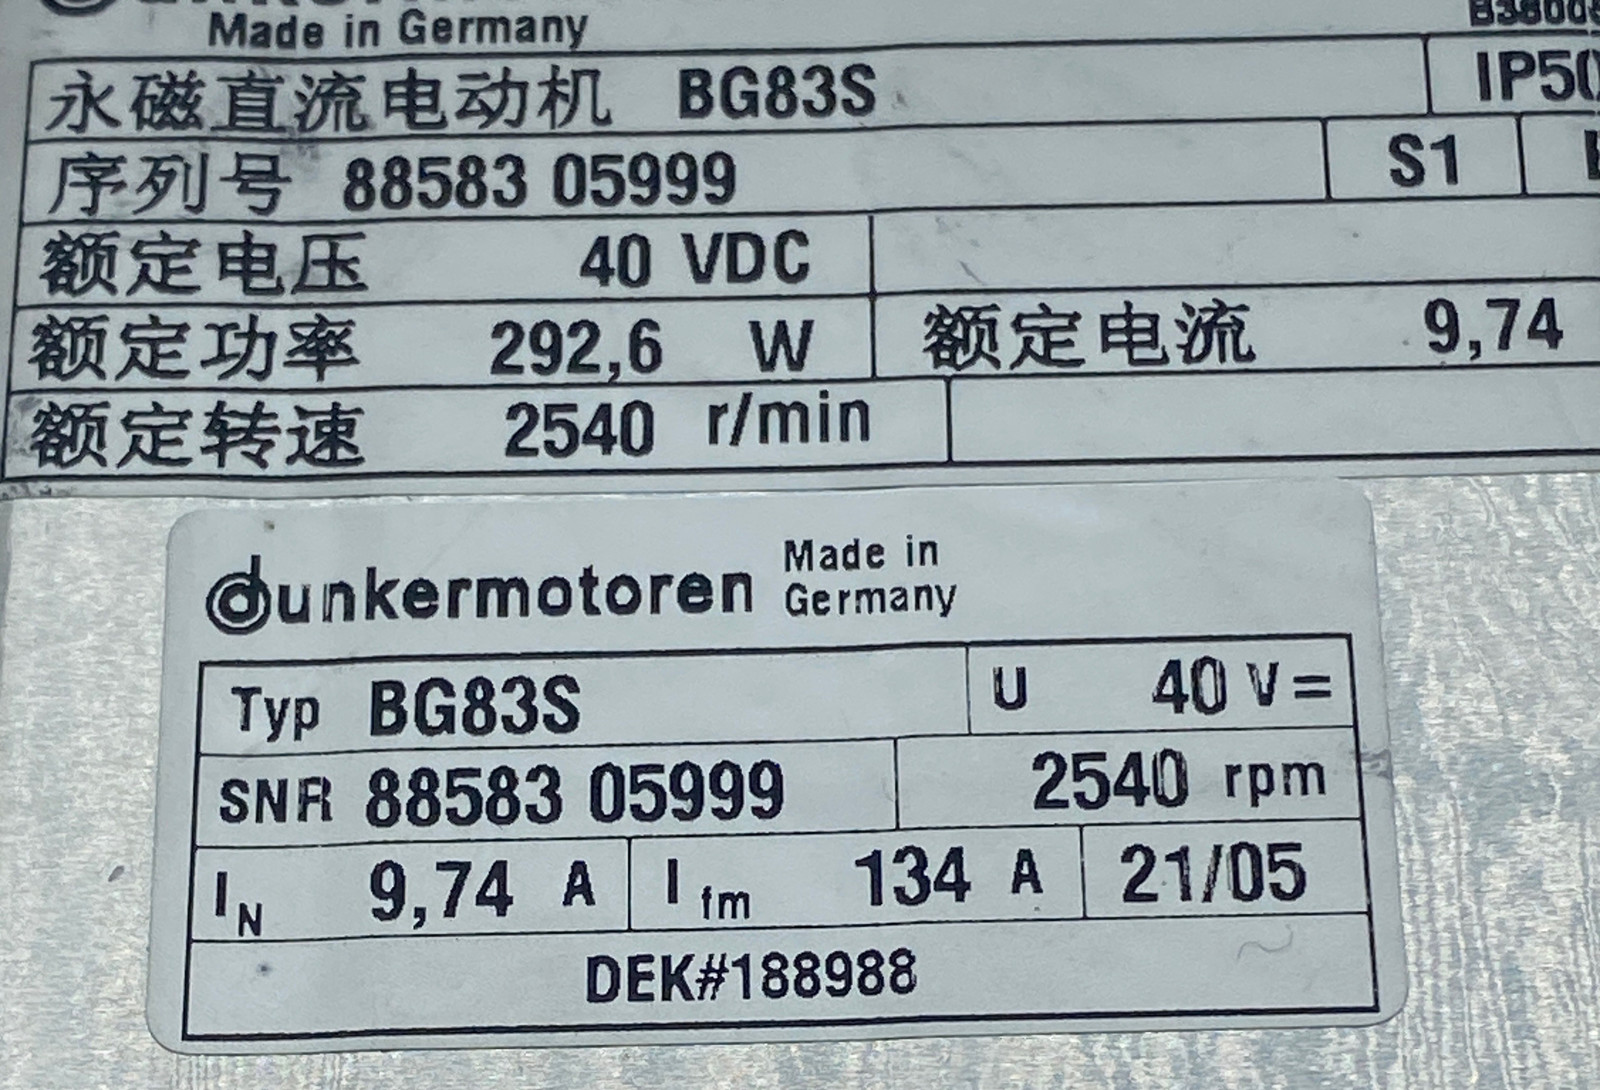 Made in Germany
永磁直流电动机 BG83S IP50
序列号 88583 05999 S1
额定电压 40 VDC
额定功率 292,6 W 额定电流 9,74
额定转速 2540 r/min
dunkermotoren Made in Germany
Typ BG83S U 40 V=
SNR 88583 05999 2540 rpm
IN 9,74 A Ifm 134 A 21/05
DEK#188988